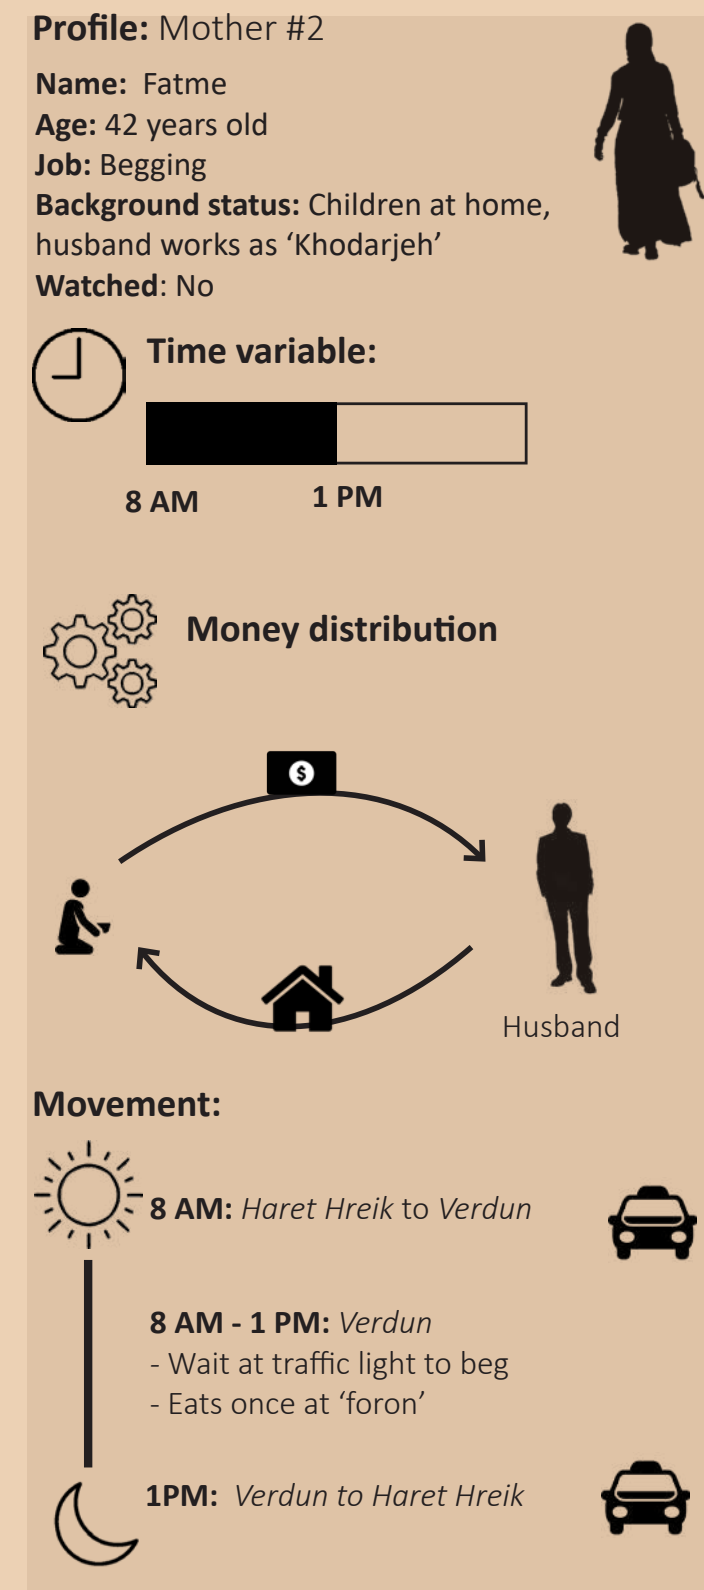 Profile: Mother #2
Name: Fatme
Age: 42 years old
Job: Begging
Background status: Children at home,
husband works as ‘Khodarjeh’
Watched: No
Time variable:
8 AM
1 PM
Money distribution
$
Husband
Movement:
8 AM: Haret Hreik to Verdun
8 AM - 1 PM: Verdun
- Wait at traffic light to beg
- Eats once at ‘foron’
1PM: Verdun to Haret Hreik